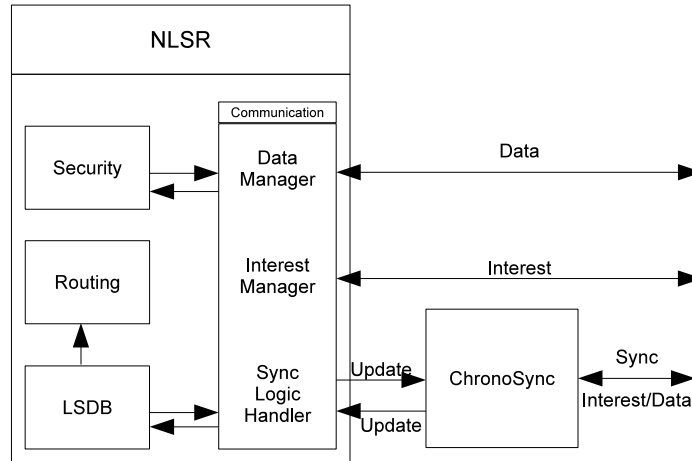 NLSR
Communication
Security
Data
Manager
Data
Routing
Interest
Manager
Interest
LSDB
Sync
Logic
Handler
Update
Update
ChronoSync
Sync
Interest/Data